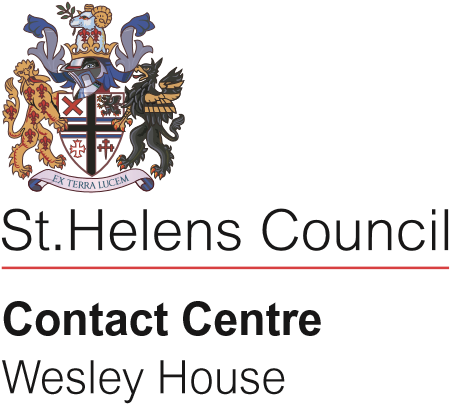 EX TERRA LUCEM
St.Helens Council
Contact Centre
Wesley House